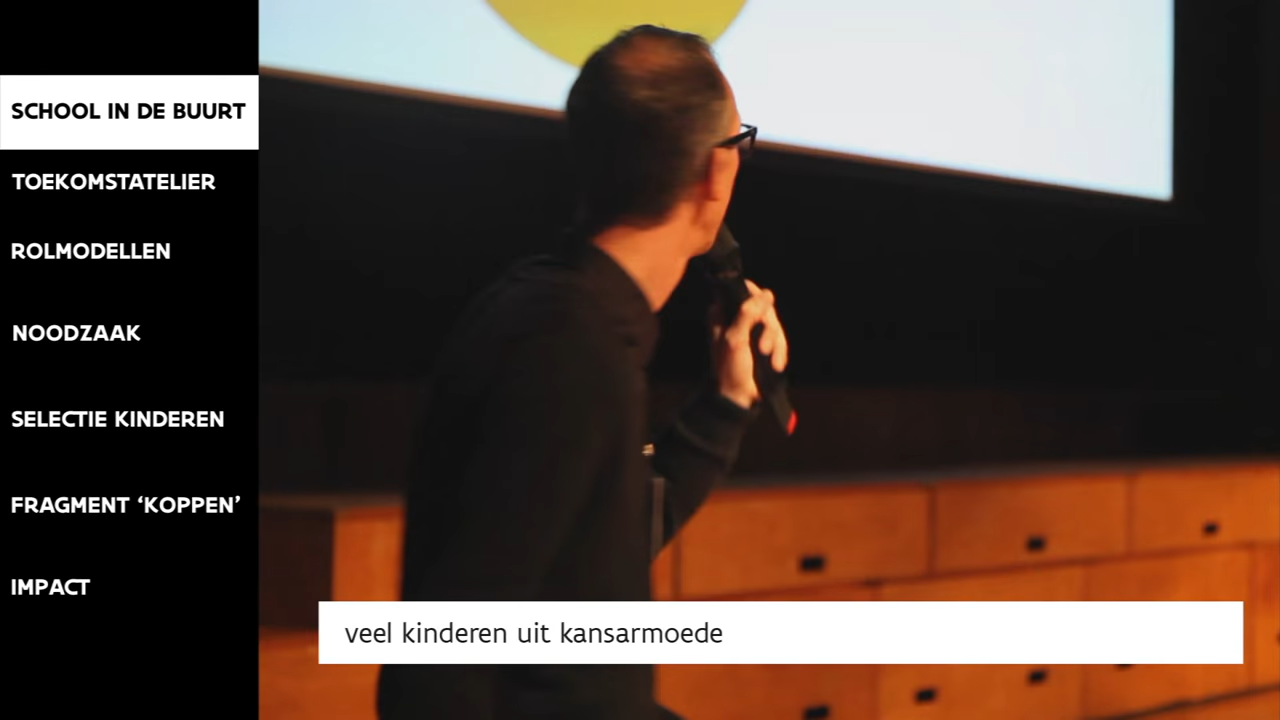 SCHOOL IN DE BUURT
TOEKOMSTATELIER
ROLMODELLEN
NOODZAAK
SELECTIE KINDEREN
FRAGMENT ‘KOPPEN’
IMPACT
veel kinderen uit kansarmoede